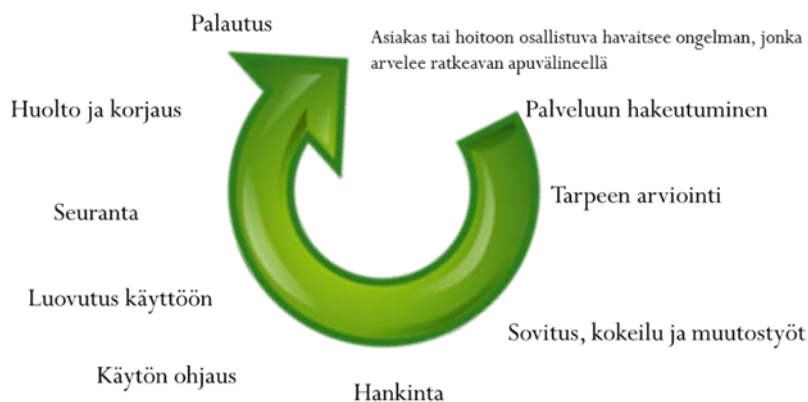 Palautus
Asiakas tai hoitoon osallistuva havaitsee ongelman, jonka
arvelee ratkeavan apuvälineellä
Palveluun hakeutuminen
Tarpeen arviointi
Sovitus, kokeilu ja muutostyöt
Hankinta
Käytön ohjaus
Luovutus käyttöön
Seuranta
Huolto ja korjaus